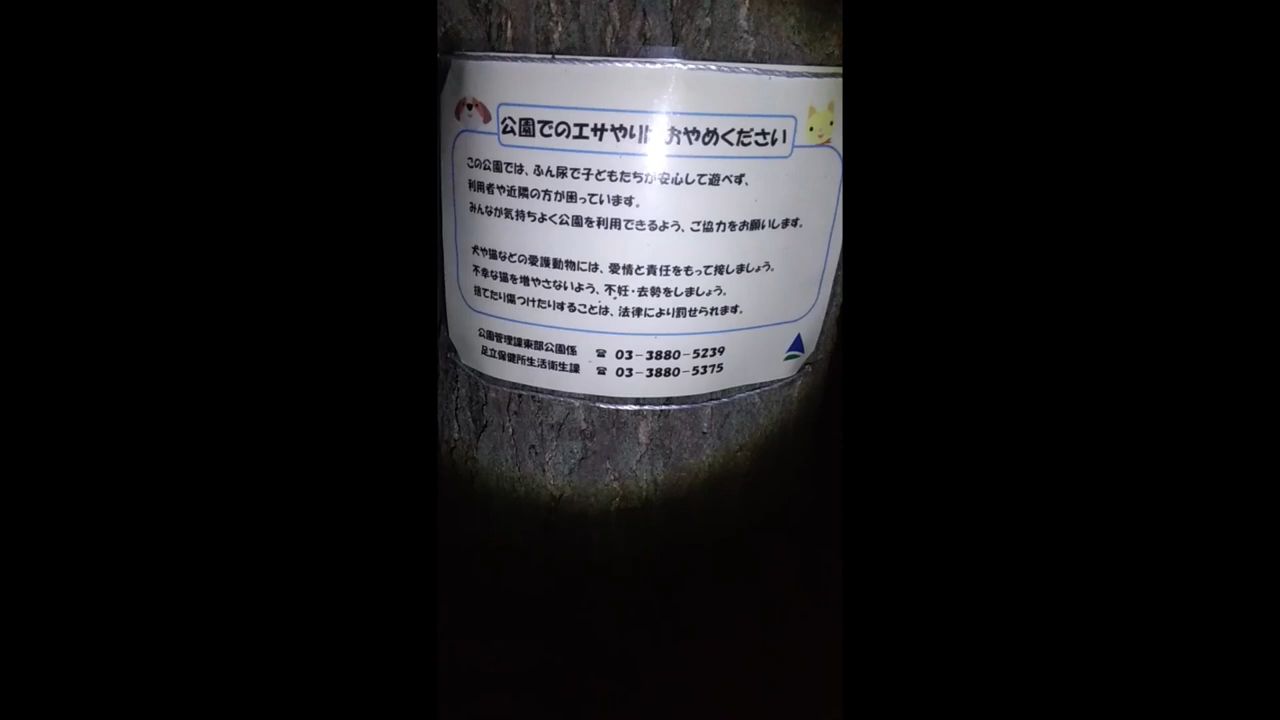 公園でのエサやりはおやめください
この公園では、ふん尿で子どもたちが安心して遊べず、
利用者や近隣の方が困っています。
みんなが気持ちよく公園を利用できるよう、ご協力をお願いします。
犬や猫などの愛護動物には、愛情と責任をもって接しましょう。
不幸な猫を増やさないよう、不妊・去勢をしましょう。
捨てたり傷つけたりすることは、法律により罰せられます。
公園管理課東部公園係 ☎ 03-3880-5239
足立保健所生活衛生課 ☎ 03-3880-5375